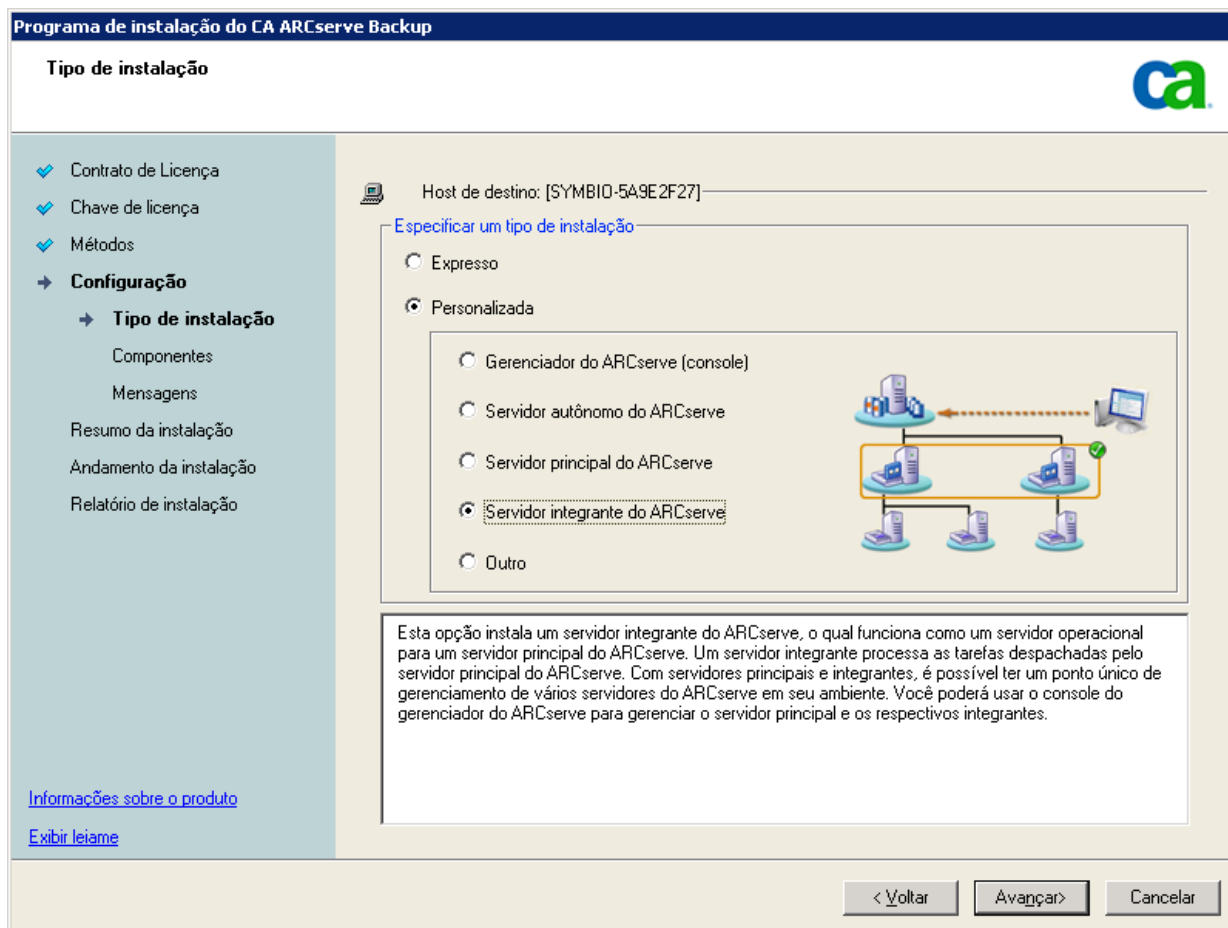 Programa de instalação do CA ARCserve Backup
Tipo de instalação
ca
Contrato de Licença
Chave de licença
Métodos
Configuração
Tipo de instalação
Componentes
Mensagens
Resumo da instalação
Andamento da instalação
Relatório de instalação
Informações sobre o produto
Exibir leiame
Host de destino: [SYMBIO-5A9E2F27]
Especificar um tipo de instalação
Expresso
Personalizada
Gerenciador do ARCserve (console)
Servidor autônomo do ARCserve
Servidor principal do ARCserve
Servidor integrante do ARCserve
Outro
Esta opção instala um servidor integrante do ARCserve, o qual funciona como um servidor operacional
para um servidor principal do ARCserve. Um servidor integrante processa as tarefas despachadas pelo
servidor principal do ARCserve. Com servidores principais e integrantes, é possível ter um ponto único de
gerenciamento de vários servidores do ARCserve em seu ambiente. Você poderá usar o console do
gerenciador do ARCserve para gerenciar o servidor principal e os respectivos integrantes.
< Voltar
Avançar>
Cancelar